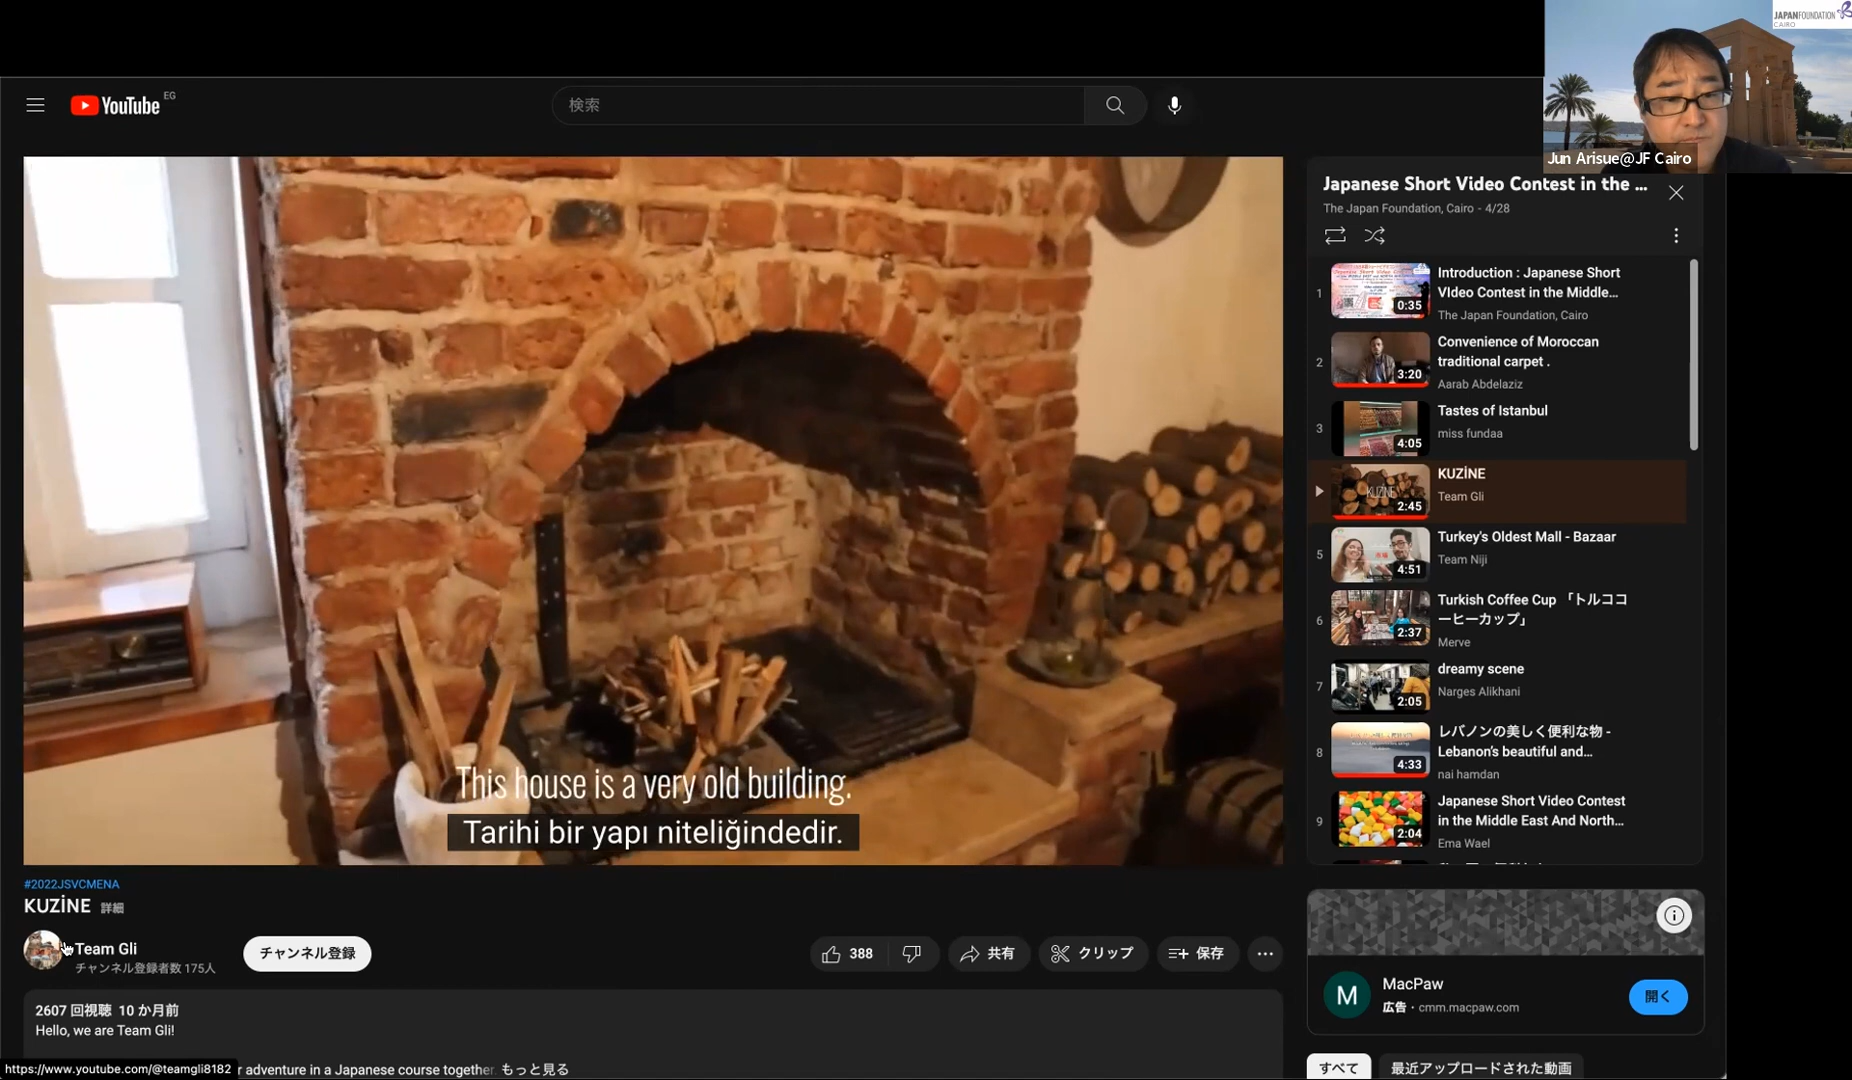 JAPANFOUNDATION
CAIRO
Jun Arisue@JF Cairo
YouTube
EG
検索
This house is a very old building.
Tarihi bir yapı niteliğindedir.
#2022JSVCMENA
KUZİNE 詳細
Team Gli
チャンネル登録者数 175人
チャンネル登録
388
共有
クリップ
保存
2607 回視聴 10 か月前
Hello, we are Team Gli!
https://www.youtube.com/@teamgli8182
r adventure in a Japanese course together. もっと見る
Japanese Short Video Contest in the ...
The Japan Foundation, Cairo - 4/28
1
0:35
Introduction : Japanese Short
VIdeo Contest in the Middle...
The Japan Foundation, Cairo
2
3:20
Convenience of Moroccan
traditional carpet .
Aarab Abdelaziz
3
4:05
Tastes of Istanbul
miss fundaa
KUZİNE
2:45
KUZİNE
Team Gli
5
4:51
Turkey's Oldest Mall - Bazaar
Team Niji
6
2:37
Turkish Coffee Cup 「トルココ
ーヒーカップ」
Merve
7
2:05
dreamy scene
Narges Alikhani
8
4:33
レバノンの美しく便利な物 -
Lebanon's beautiful and...
nai hamdan
9
2:04
Japanese Short Video Contest
in the Middle East And North...
Ema Wael
M
MacPaw
広告・cmm.macpaw.com
開く
すべて
最近アップロードされた動画